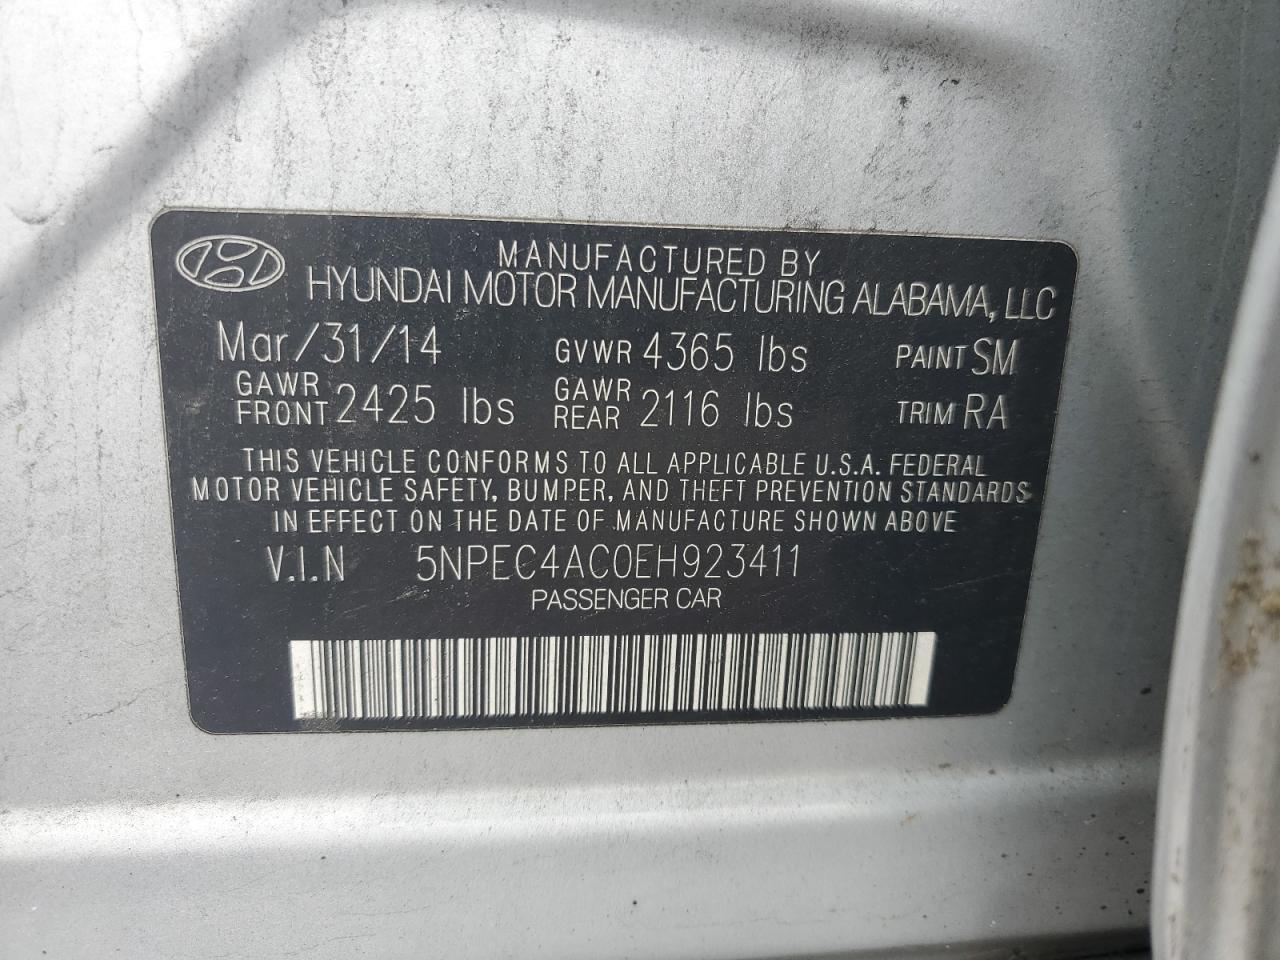 MANUFACTURED BY
HYUNDAI MOTOR MANUFACTURING ALABAMA, LLC
Mar/31/14 GVWR 4365 lbs PAINT SM
GAWR FRONT 2425 lbs GAWR REAR 2116 lbs TRIM RA
THIS VEHICLE CONFORMS TO ALL APPLICABLE U.S.A. FEDERAL
MOTOR VEHICLE SAFETY, BUMPER, AND THEFT PREVENTION STANDARDS
IN EFFECT ON THE DATE OF MANUFACTURE SHOWN ABOVE
V.I.N 5NPEC4AC0EH923411
PASSENGER CAR